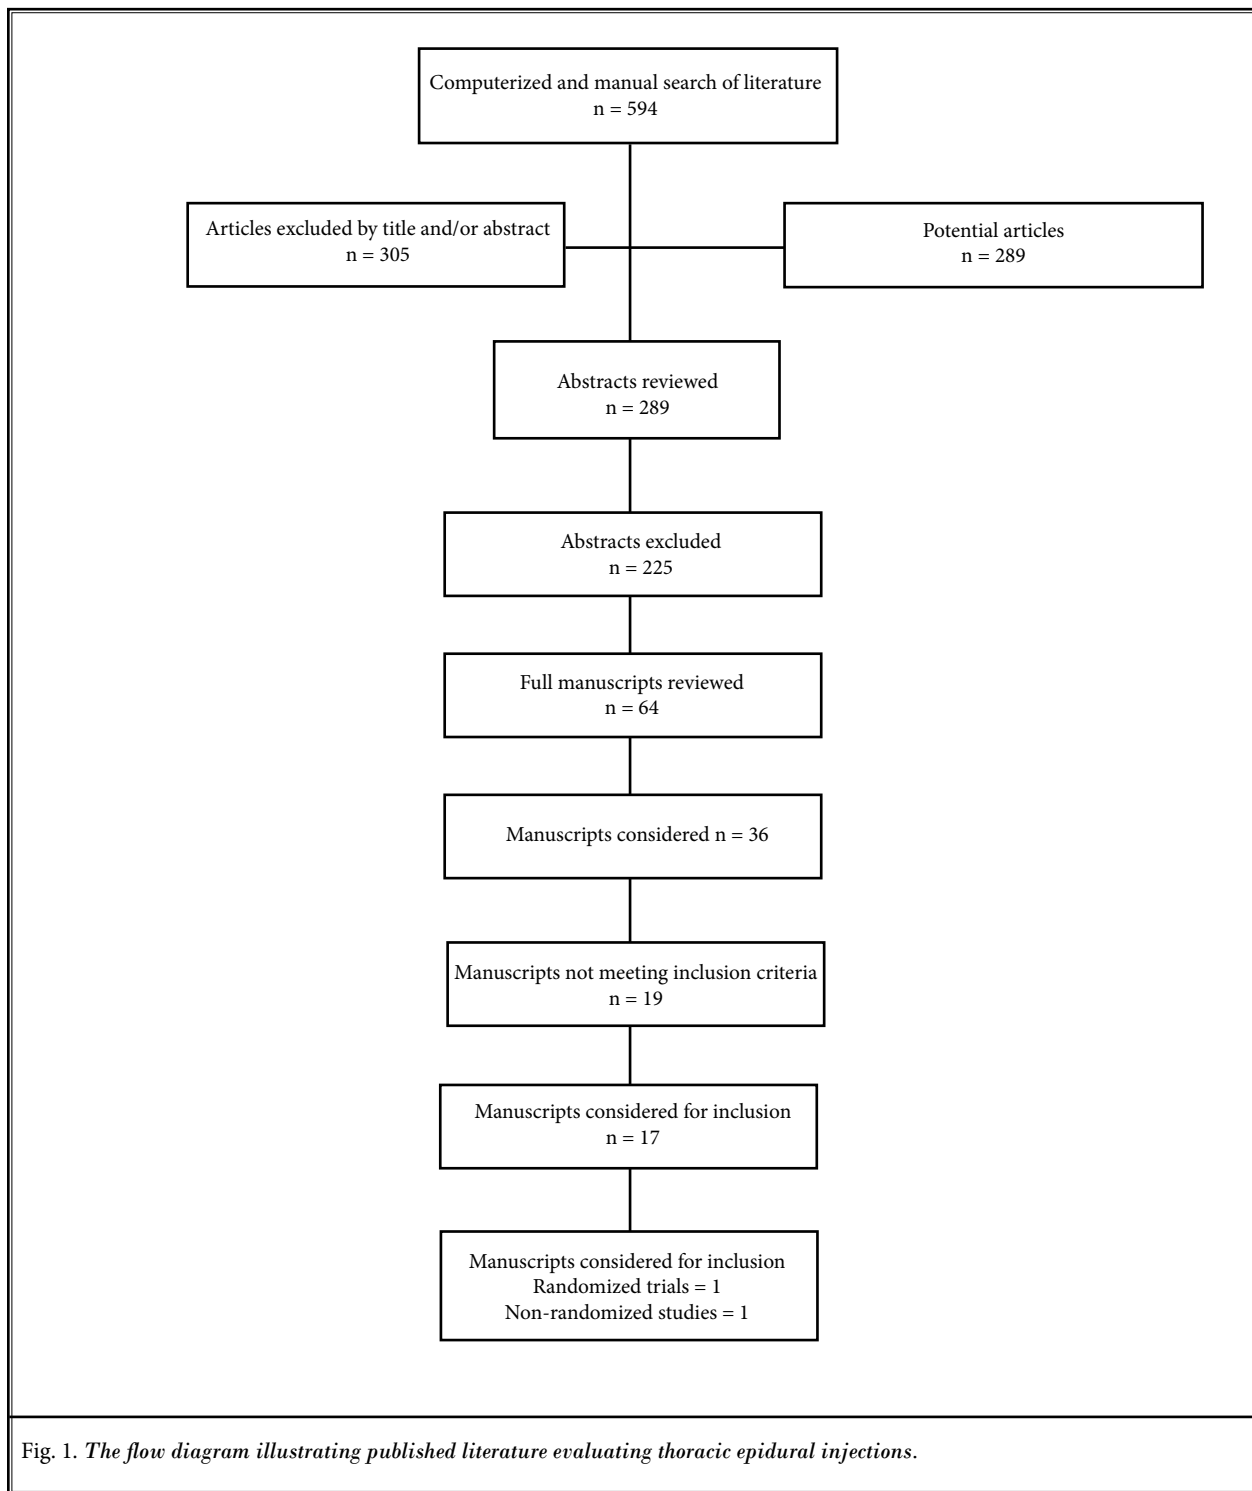 Computerized and manual search of literature
n = 594
Articles excluded by title and/or abstract
n = 305
Potential articles
n = 289
Abstracts reviewed
n = 289
Abstracts excluded
n = 225
Full manuscripts reviewed
n = 64
Manuscripts considered n = 36
Manuscripts not meeting inclusion criteria
n = 19
Manuscripts considered for inclusion
n = 17
Manuscripts considered for inclusion
Randomized trials = 1
Non-randomized studies = 1
Fig. 1. The flow diagram illustrating published literature evaluating thoracic epidural injections.